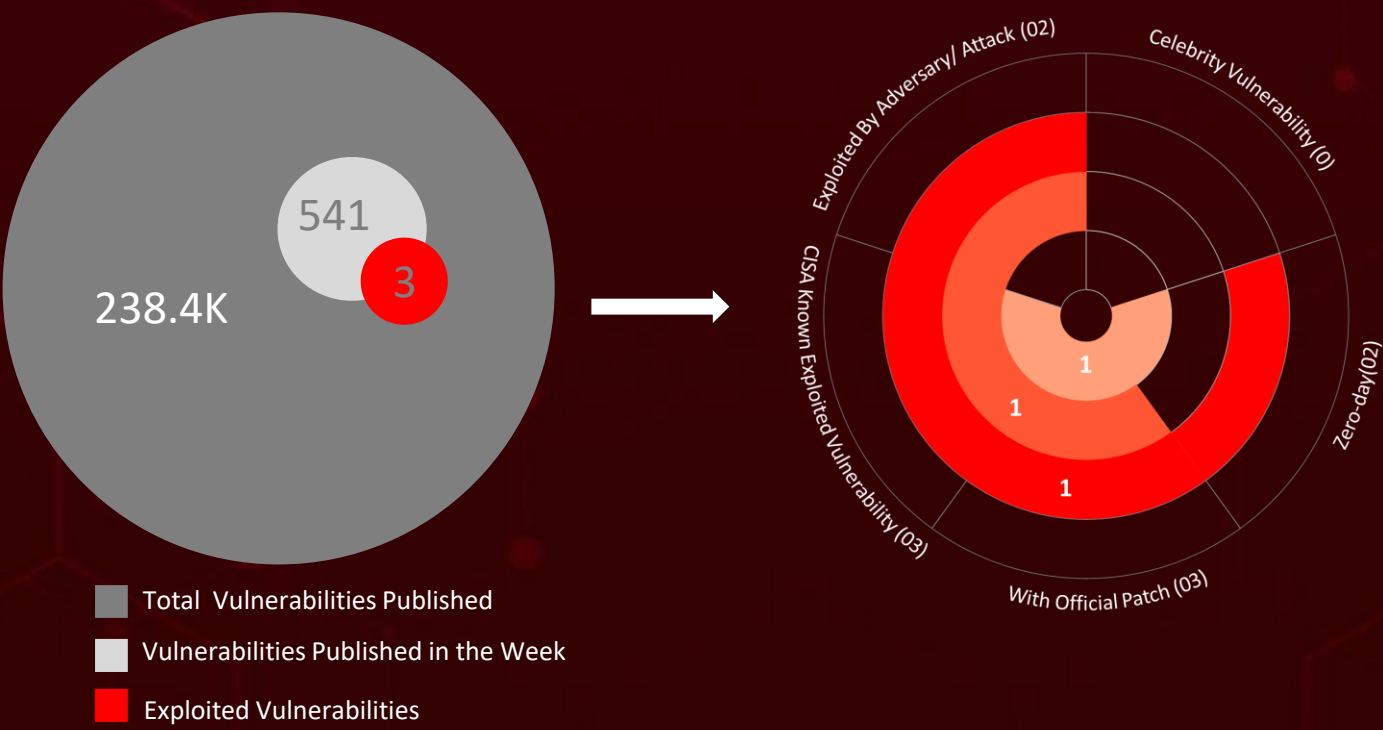 541
3
238.4K
Total  Vulnerabilities Published
Vulnerabilities Published in the Week
Exploited Vulnerabilities
Exploited By Adversary/ Attack (02)
Celebrity Vulnerability (0)
CISA Known Exploited Vulnerability (03)
Zero-day(02)
With Official Patch (03)
1
1
1